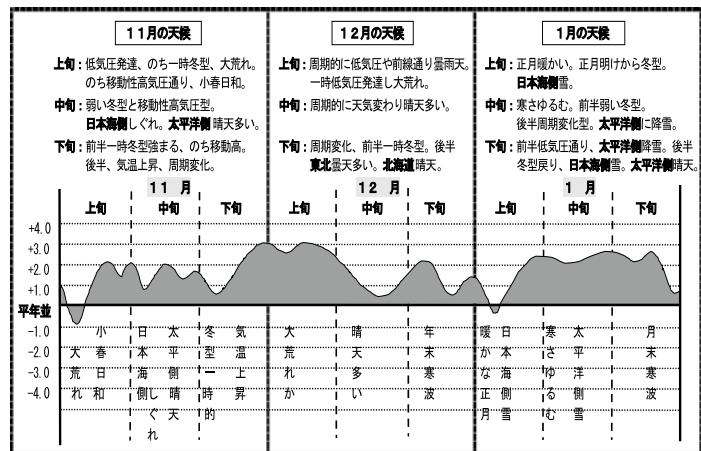 11月の天候
上旬：低気圧発達、のち一時冬型、大荒れ。
のち移動性高気圧通り、小春日和。
中旬：弱い冬型と移動性高気圧型。
日本海側しぐれ。太平洋側晴天多い。
下旬：前半一時冬型強まる、のち移動高。
後半、気温上昇、周期変化。
12月の天候
上旬：周期的に低気圧や前線通り曇雨天。
一時低気圧発達し大荒れ。
中旬：周期的に天気変わり晴天多い。
下旬：周期変化、前半一時冬型。後半
東北曇天多い。北海道晴天。
1月の天候
上旬：正月暖かい。正月明けから冬型。
日本海側雪。
中旬：寒さゆるむ。前半弱い冬型。
後半周期変化型。太平洋側に降雪。
下旬：前半低気圧通り、太平洋側降雪。後半
冬型戻り、日本海側雪。太平洋側晴天。
11 月
12 月
1 月
上旬 中旬 下旬 上旬 中旬 下旬 上旬 中旬 下旬
+4.0
+3.0
+2.0
+1.0
平年並
-1.0
-2.0
-3.0
-4.0
大荒れ
小春日和
日本海側しぐれ
太平洋側晴天
冬型一時的
気温上昇
大荒れか
晴天多い
年末寒波
暖かな正月
日本海側雪
寒さゆるむ
太平洋側雪
月末寒波